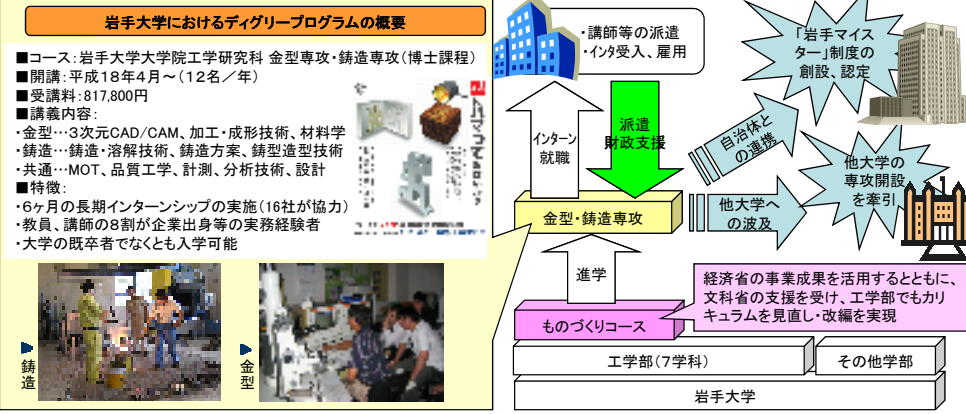 岩手大学におけるディグリープログラムの概要
■コース：岩手大学大学院工学研究科 金型専攻・鋳造専攻（博士課程）
■開講：平成１８年４月～（１２名／年）
■受講料：817,800円
■講義内容：
・金型…３次元CAD/CAM、加工・成形技術、材料学
・鋳造…鋳造・溶解技術、鋳造方案、鋳型造型技術
・共通…MOT、品質工学、計測、分析技術、設計
■特徴：
・６ヶ月の長期インターンシップの実施（16社が協力）
・教員、講師の８割が企業出身等の実務経験者
・大学の既卒者でなくとも入学可能
鋳造
金型
・講師等の派遣
・インタ受入、雇用
インターン
就職
派遣
財政支援
「岩手マイス
ター」制度の
創設、認定
自治体と
の連携
他大学へ
の波及
他大学の
専攻開設
を牽引
金型・鋳造専攻
進学
経済省の事業成果を活用するとともに、
文科省の支援を受け、工学部でもカリ
キュラムを見直し・改編を実現
ものづくりコース
工学部（７学科）
その他学部
岩手大学